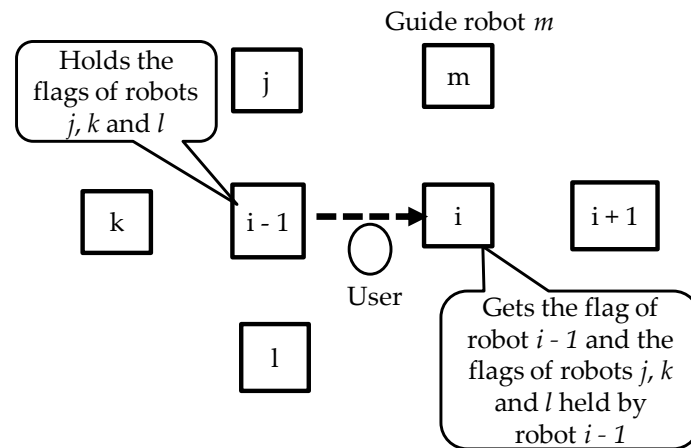 Guide robot m
Holds the
flags of robots
j, k and l
j
m
k
i - 1
i
i + 1
User
l
Gets the flag of
robot i - 1 and the
flags of robots j, k
and l held by
robot i - 1